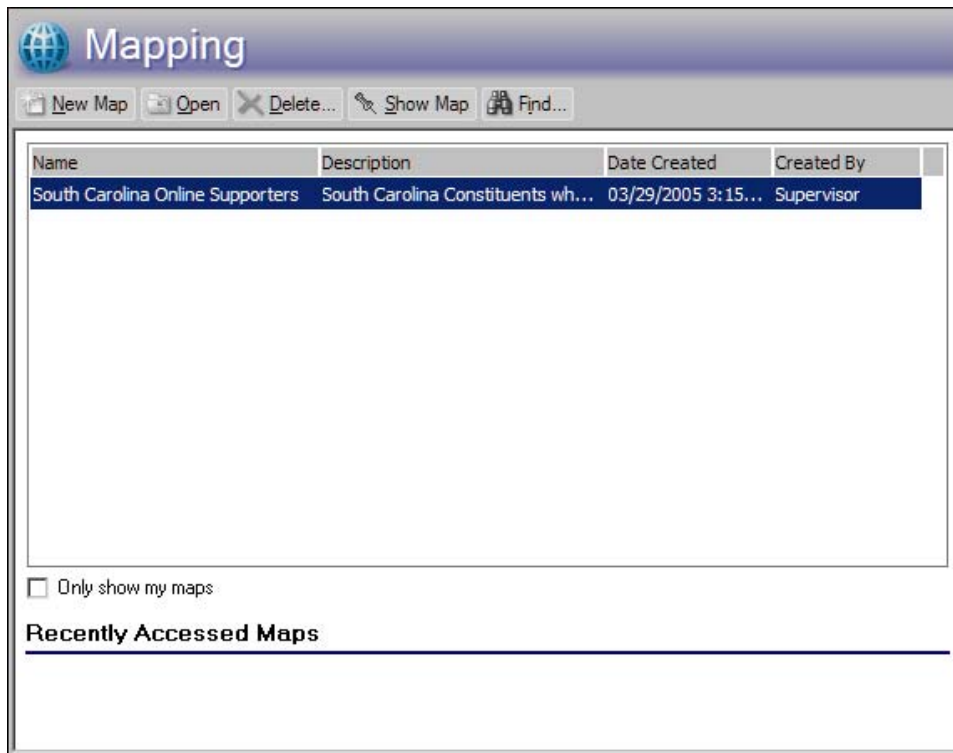 Mapping
New Map Open Delete... Show Map Find...
Name Description Date Created Created By
South Carolina Online Supporters South Carolina Constituents wh... 03/29/2005 3:15... Supervisor
Only show my maps
Recently Accessed Maps